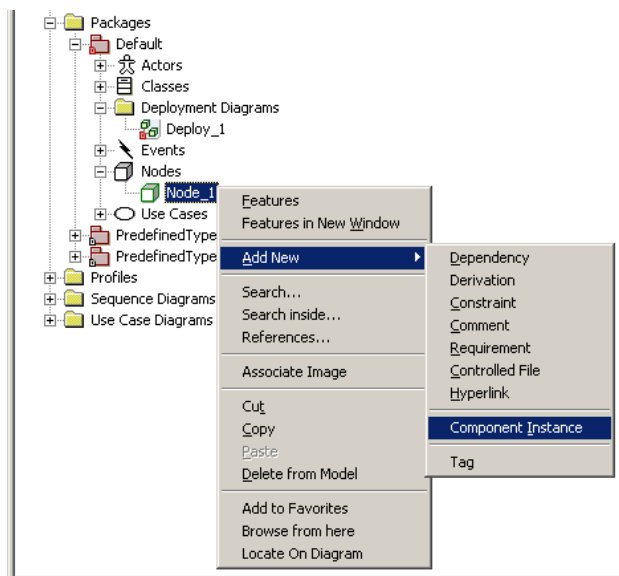 Packages
Default
Actors
Classes
Deployment Diagrams
Deploy_1
Events
Nodes
Node_1
Use Cases
PredefinedType
PredefinedType
Profiles
Sequence Diagrams
Use Case Diagrams
Features
Features in New Window
Add New
Search...
Search inside...
References...
Associate Image
Cut
Copy
Paste
Delete from Model
Add to Favorites
Browse from here
Locate On Diagram
Dependency
Derivation
Constraint
Comment
Requirement
Controlled File
Hyperlink
Component Instance
Tag